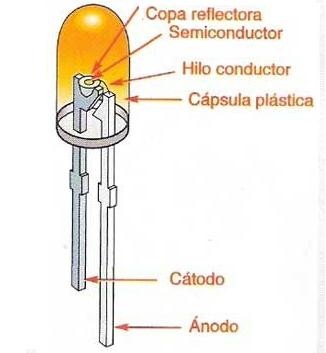 Copa reflectora
Semiconductor
Hilo conductor
Cápsula plástica
Cátodo
Ánodo